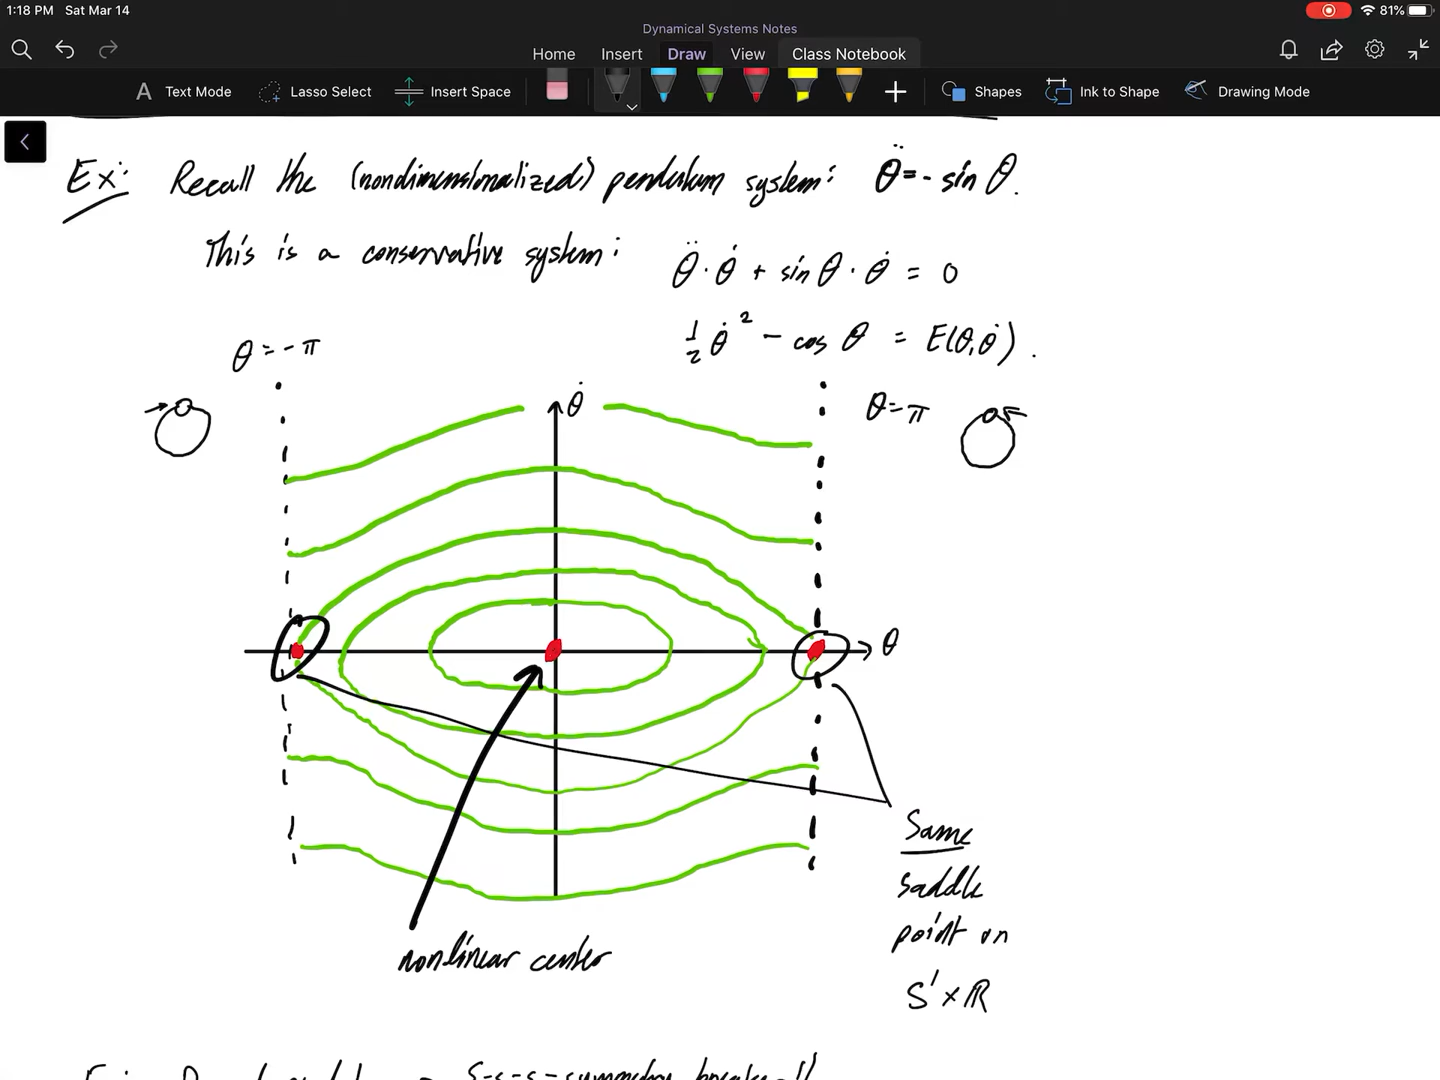 1:18 PM Sat Mar 14
81%
Dynamical Systems Notes
Home Insert Draw View Class Notebook
Text Mode Lasso Select Insert Space Shapes Ink to Shape Drawing Mode
Ex: Recall the (nondimensionalized) pendulum system: θ̈ = - sin θ.
This is a conservative system: θ̈ · θ̇ + sin θ · θ̇ = 0
½ θ̇² - cos θ = E(θ, θ̇).
θ = -π
θ̇
θ = π
θ
Same
saddle
point on
S¹ × ℝ
nonlinear center